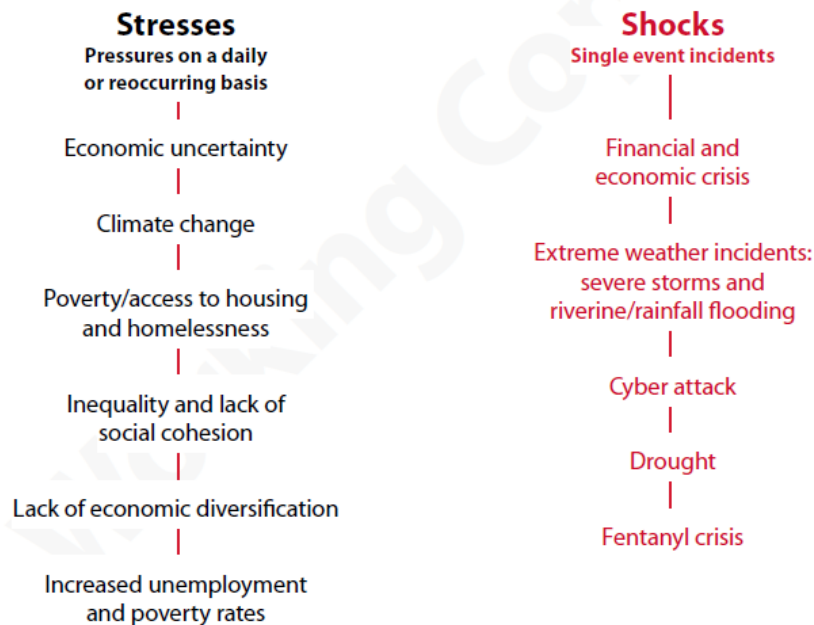 Stresses
Pressures on a daily
or reoccurring basis
Economic uncertainty
Climate change
Poverty/access to housing
and homelessness
Inequality and lack of
social cohesion
Lack of economic diversification
Increased unemployment
and poverty rates
Shocks
Single event incidents
Financial and
economic crisis
Extreme weather incidents:
severe storms and
riverine/rainfall flooding
Cyber attack
Drought
Fentanyl crisis